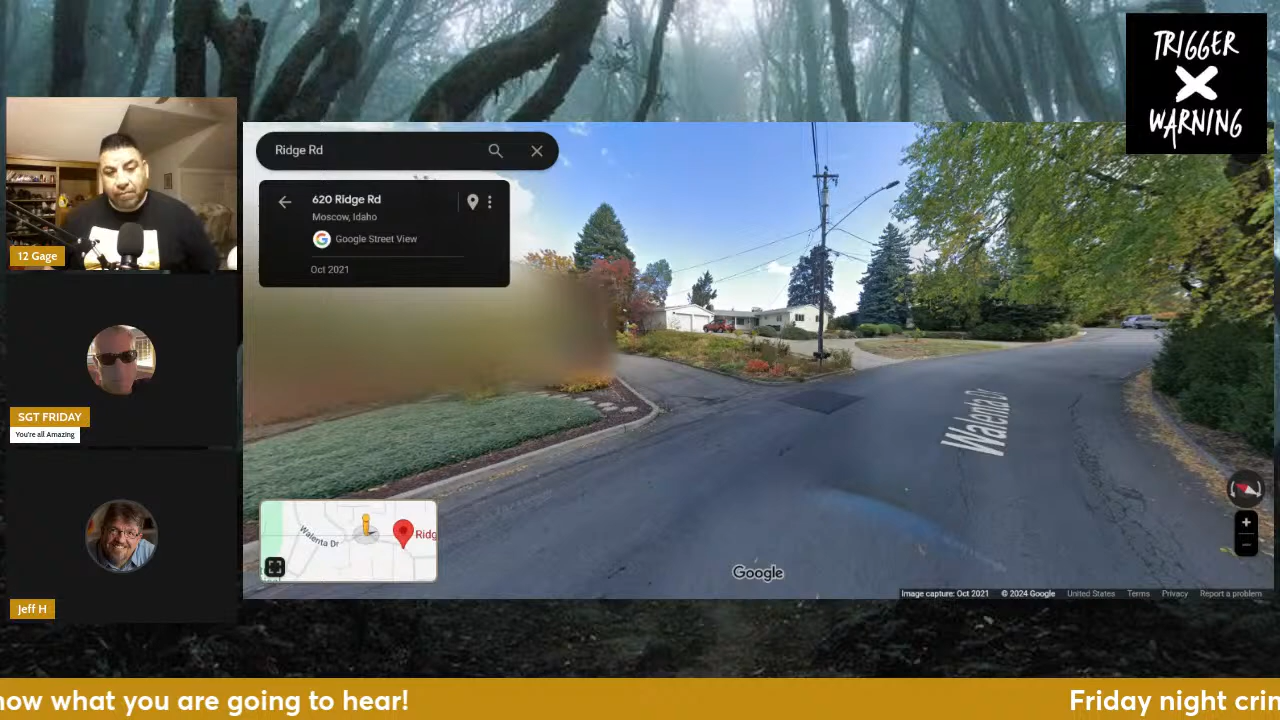 TRIGGER
WARNING
Ridge Rd
620 Ridge Rd
Moscow, Idaho
Google Street View
Oct 2021
12 Gage
SGT FRIDAY
You're all Amazing
Jeff H
Walenta Dr
Walenta Dr
Ridg
Google
Image capture: Oct 2021 © 2024 Google United States Terms Privacy Report a problem
now what you are going to hear! Friday night crin